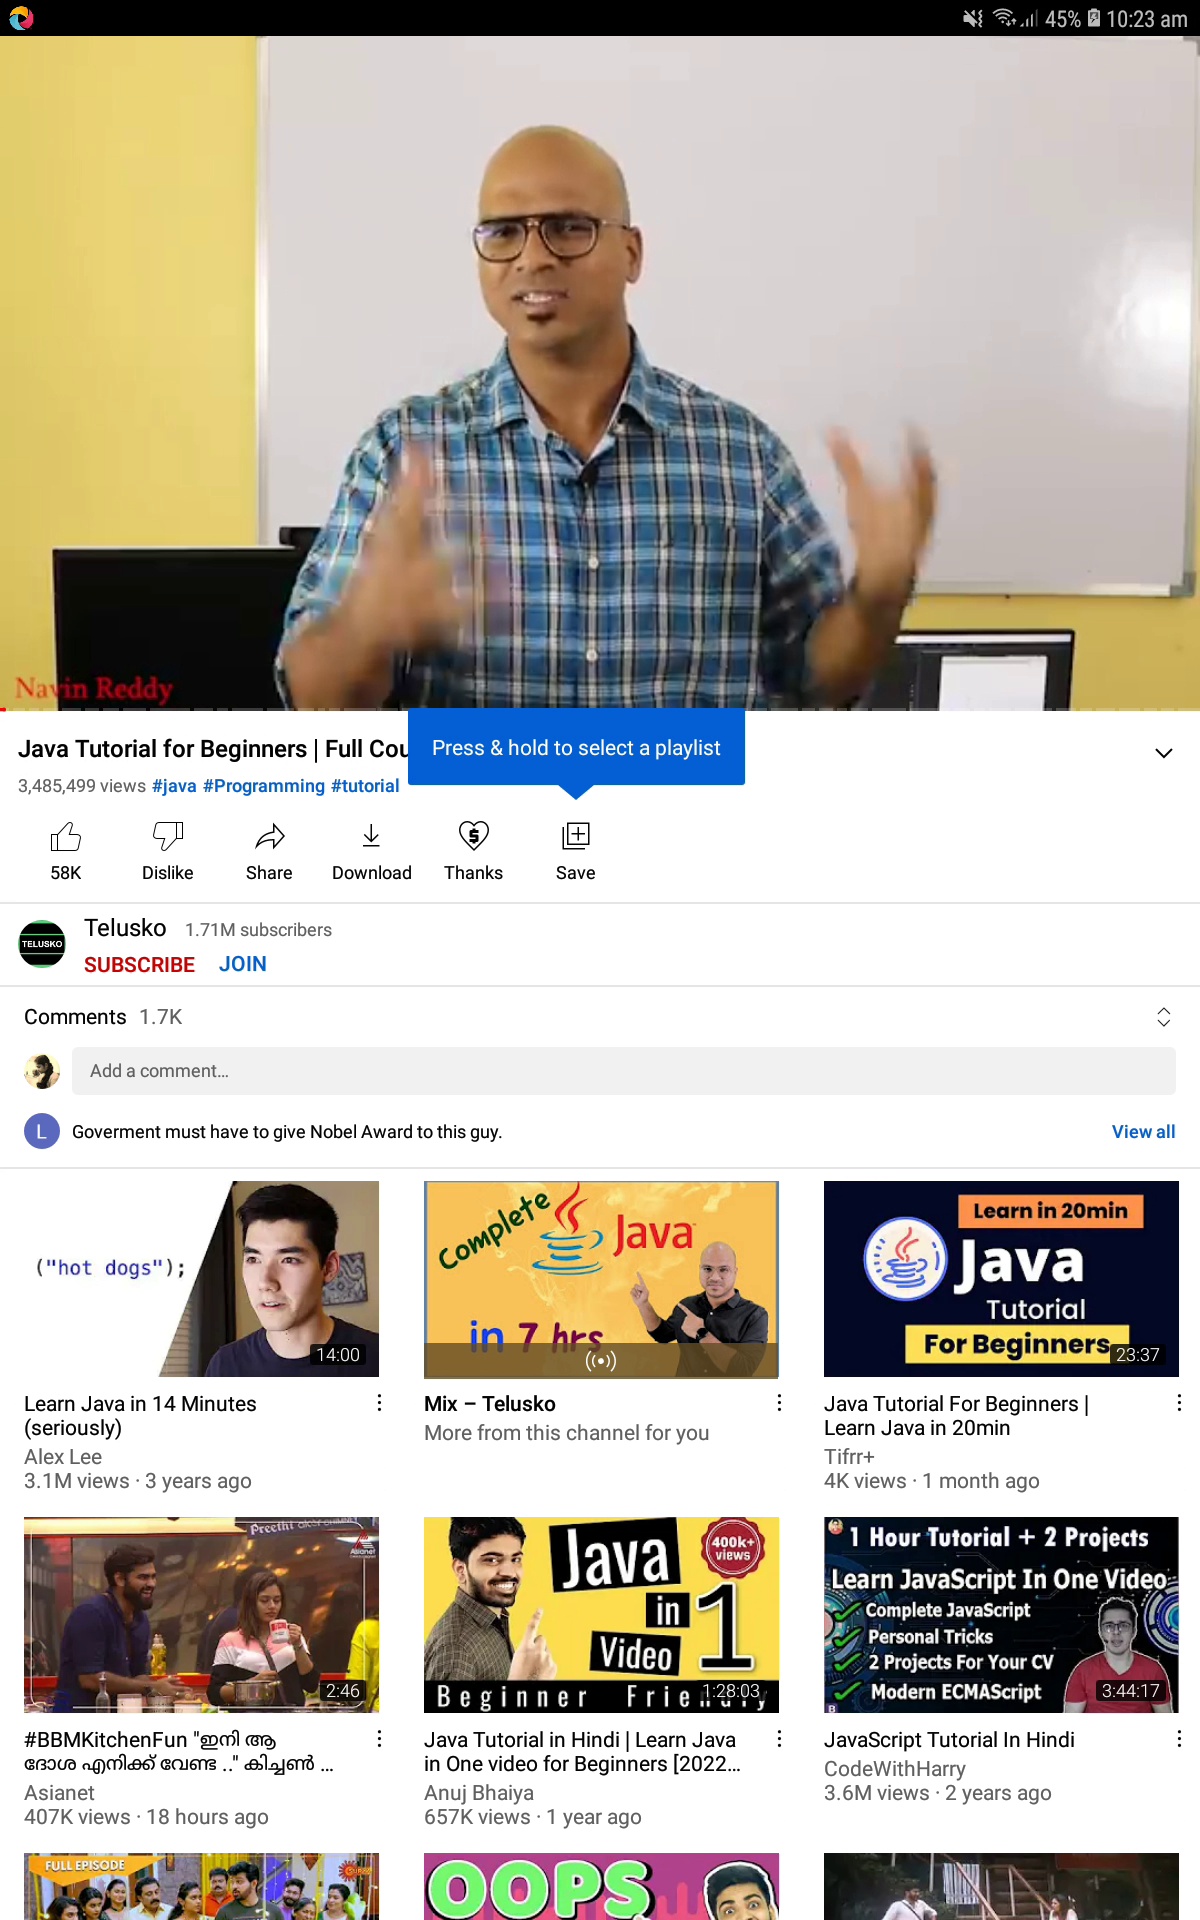 45% 10:23 am
Navin Reddy
Java Tutorial for Beginners | Full Cou
Press & hold to select a playlist
3,485,499 views #java #Programming #tutorial
58K Dislike Share Download Thanks Save
TELUSKO
Telusko 1.71M subscribers
SUBSCRIBE JOIN
Comments 1.7K
Add a comment...
L
Goverment must have to give Nobel Award to this guy. View all
("hot dogs");
14:00
Complete Java
in 7 hrs
Learn in 20min
Java
Tutorial
For Beginners
23:37
Learn Java in 14 Minutes
(seriously)
Alex Lee
3.1M views · 3 years ago
Mix – Telusko
More from this channel for you
Java Tutorial For Beginners |
Learn Java in 20min
Tifrr+
4K views · 1 month ago
Preethi
Asianet
2:46
Java
in 1
Video
400k+
views
Beginner
1:28:03
1 Hour Tutorial + 2 Projects
Learn JavaScript In One Video
Complete JavaScript
Personal Tricks
2 Projects For Your CV
Modern ECMAScript
3:44:17
#BBMKitchenFun "ഇനി ആ
ദോശ എനിക്ക് വേണ്ട .." കിച്ചൺ ...
Asianet
407K views · 18 hours ago
Java Tutorial in Hindi | Learn Java
in One video for Beginners [2022...
Anuj Bhaiya
657K views · 1 year ago
JavaScript Tutorial In Hindi
CodeWithHarry
3.6M views · 2 years ago
FULL EPISODE
OOPS